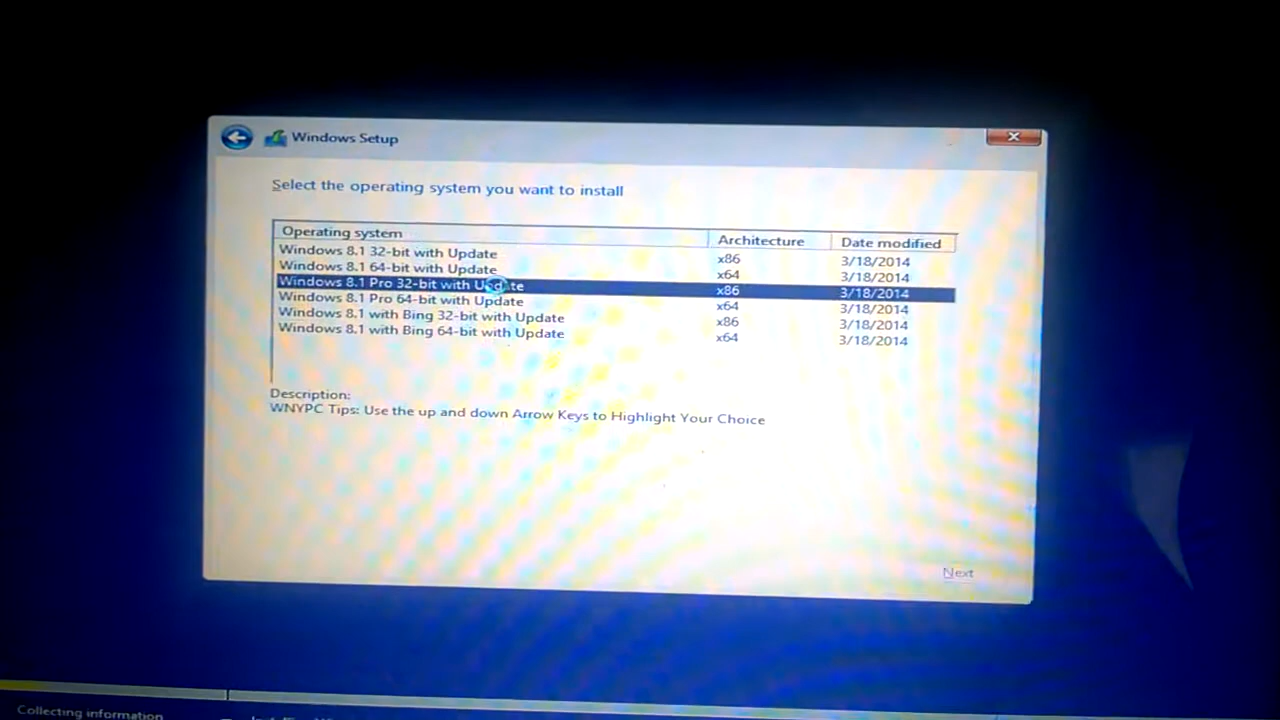 Windows Setup
Select the operating system you want to install
Operating system Architecture Date modified
Windows 8.1 32-bit with Update x86 3/18/2014
Windows 8.1 64-bit with Update x64 3/18/2014
Windows 8.1 Pro 32-bit with Update x86 3/18/2014
Windows 8.1 Pro 64-bit with Update x64 3/18/2014
Windows 8.1 with Bing 32-bit with Update x86 3/18/2014
Windows 8.1 with Bing 64-bit with Update x64 3/18/2014
Description:
WNYPC Tips: Use the up and down Arrow Keys to Highlight Your Choice
Next
Collecting information